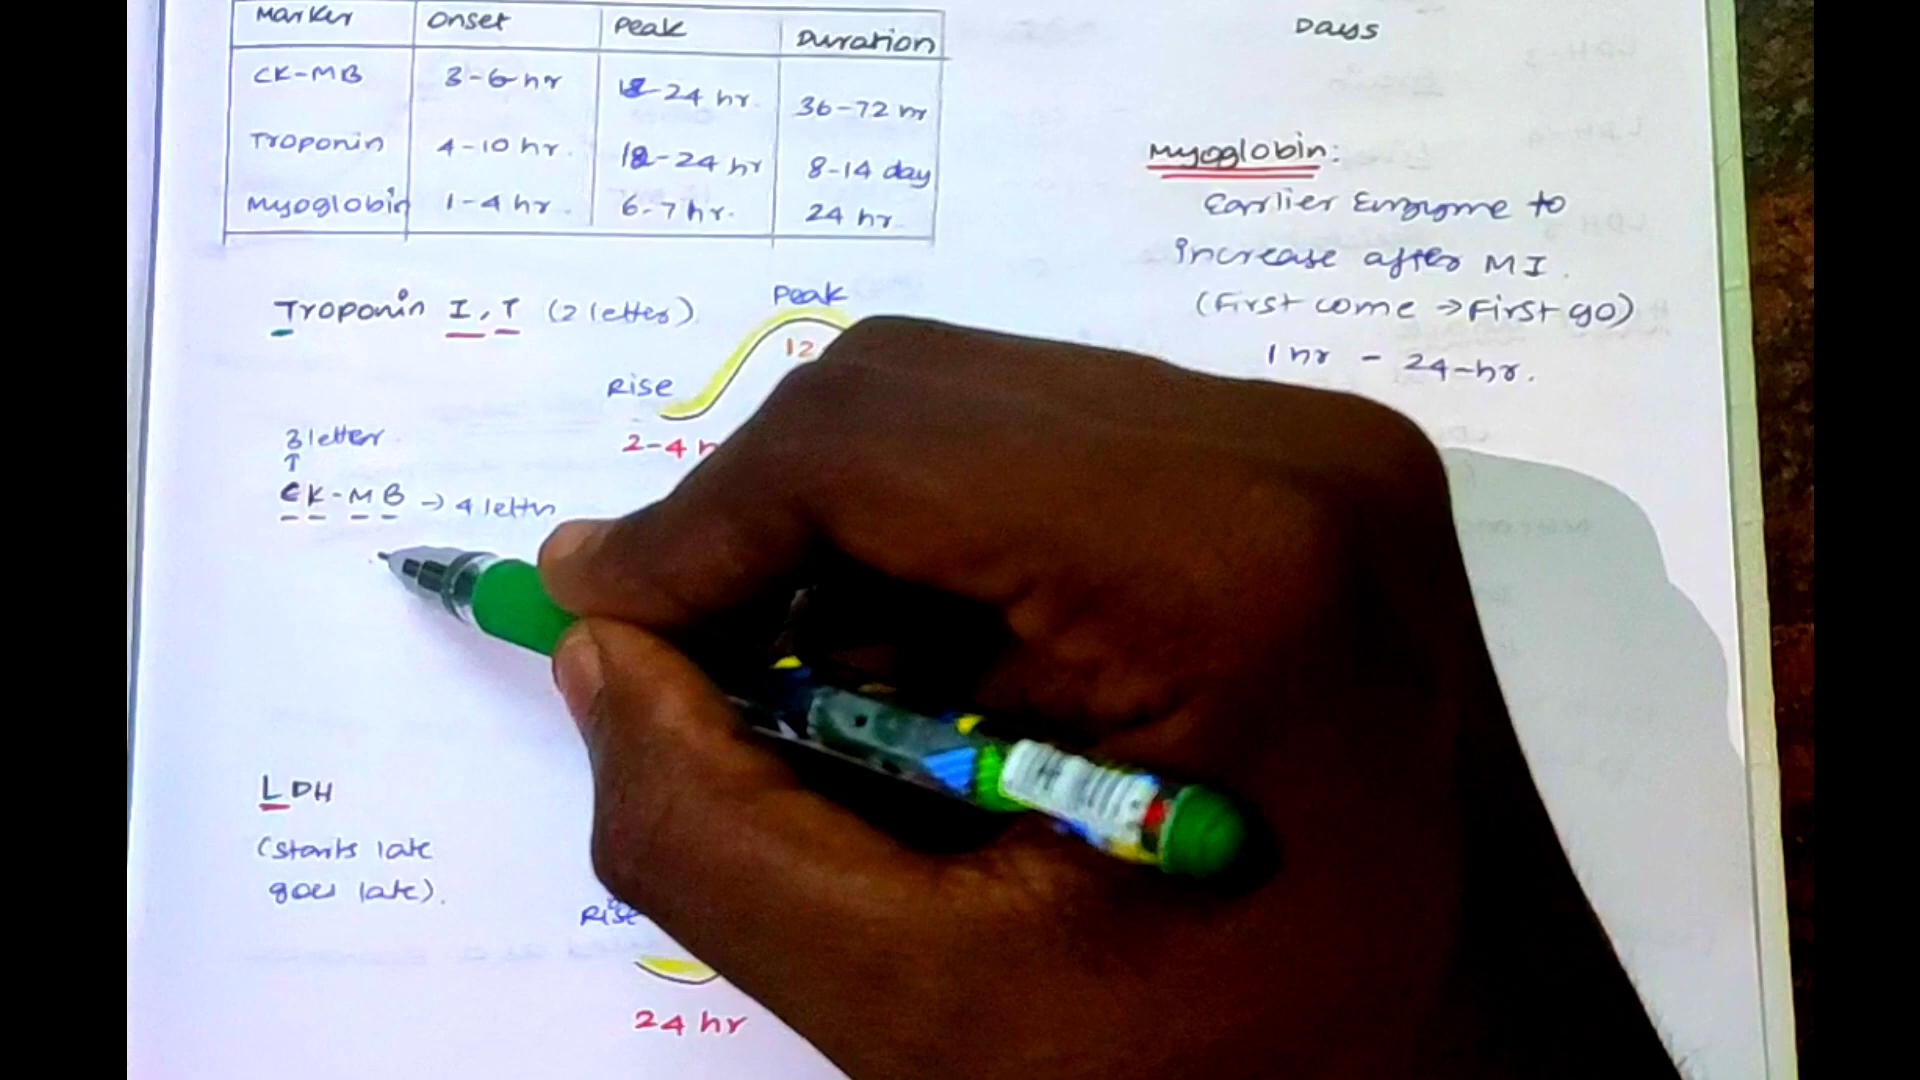 Marker Onset Peak Duration
CK-MB 3-6 hr 18-24 hr. 36-72 hr
Troponin 4-10 hr. 18-24 hr 8-14 day
Myoglobin 1-4 hr. 6-7 hr. 24 hr.
Troponin I, T (2 letter)
Peak
12
Rise
2-4 h
3 letter
↑
CK-MB → 4 letter
LDH
(starts late
goes late).
Rise
24 hr
Days
Myoglobin:
Earlier Enzyme to
increase after MI.
(First come → First go)
1 hr - 24-hr.